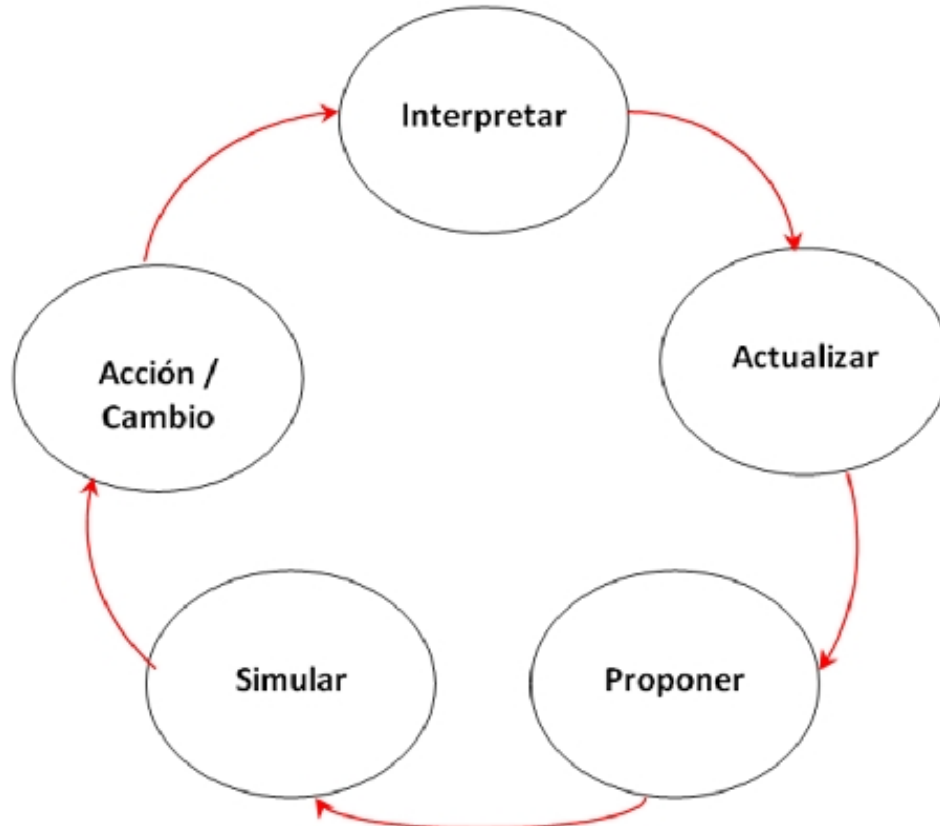 Interpretar
Actualizar
Proponer
Simular
Acción /
Cambio